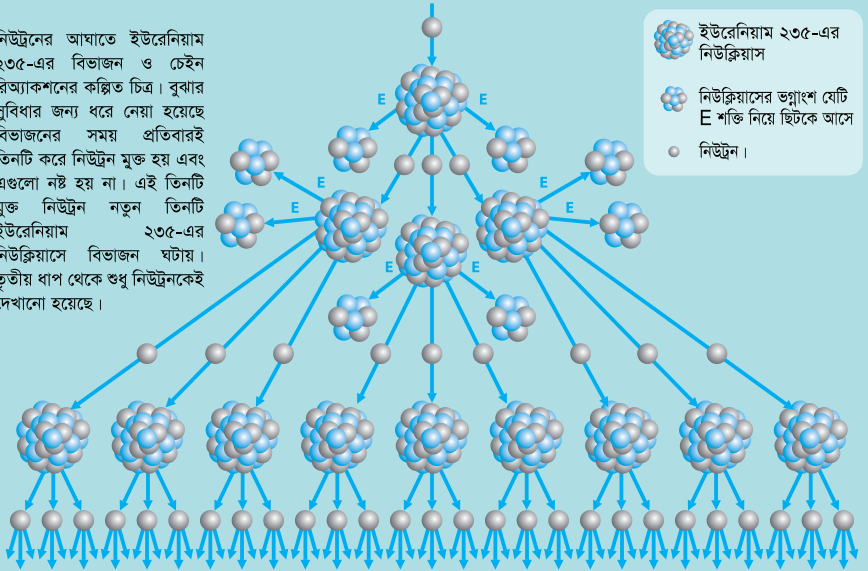 নিউট্রনের আঘাতে ইউরেনিয়াম
২৩৫-এর বিভাজন ও চেইন
রিঅ্যাকশনের কল্পিত চিত্র। বুঝার
সুবিধার জন্য ধরে নেয়া হয়েছে
বিভাজনের সময় প্রতিবারই
তিনটি করে নিউট্রন মুক্ত হয় এবং
এগুলো নষ্ট হয় না। এই তিনটি
মুক্ত নিউট্রন নতুন তিনটি
ইউরেনিয়াম ২৩৫-এর
নিউক্লিয়াসে বিভাজন ঘটায়।
তৃতীয় ধাপ থেকে শুধু নিউট্রনকেই
দেখানো হয়েছে।
ইউরেনিয়াম ২৩৫-এর
নিউক্লিয়াস
নিউক্লিয়াসের ভগ্নাংশ যেটি
E শক্তি নিয়ে ছিটকে আসে
নিউট্রন।
E E
E E
E E
E E